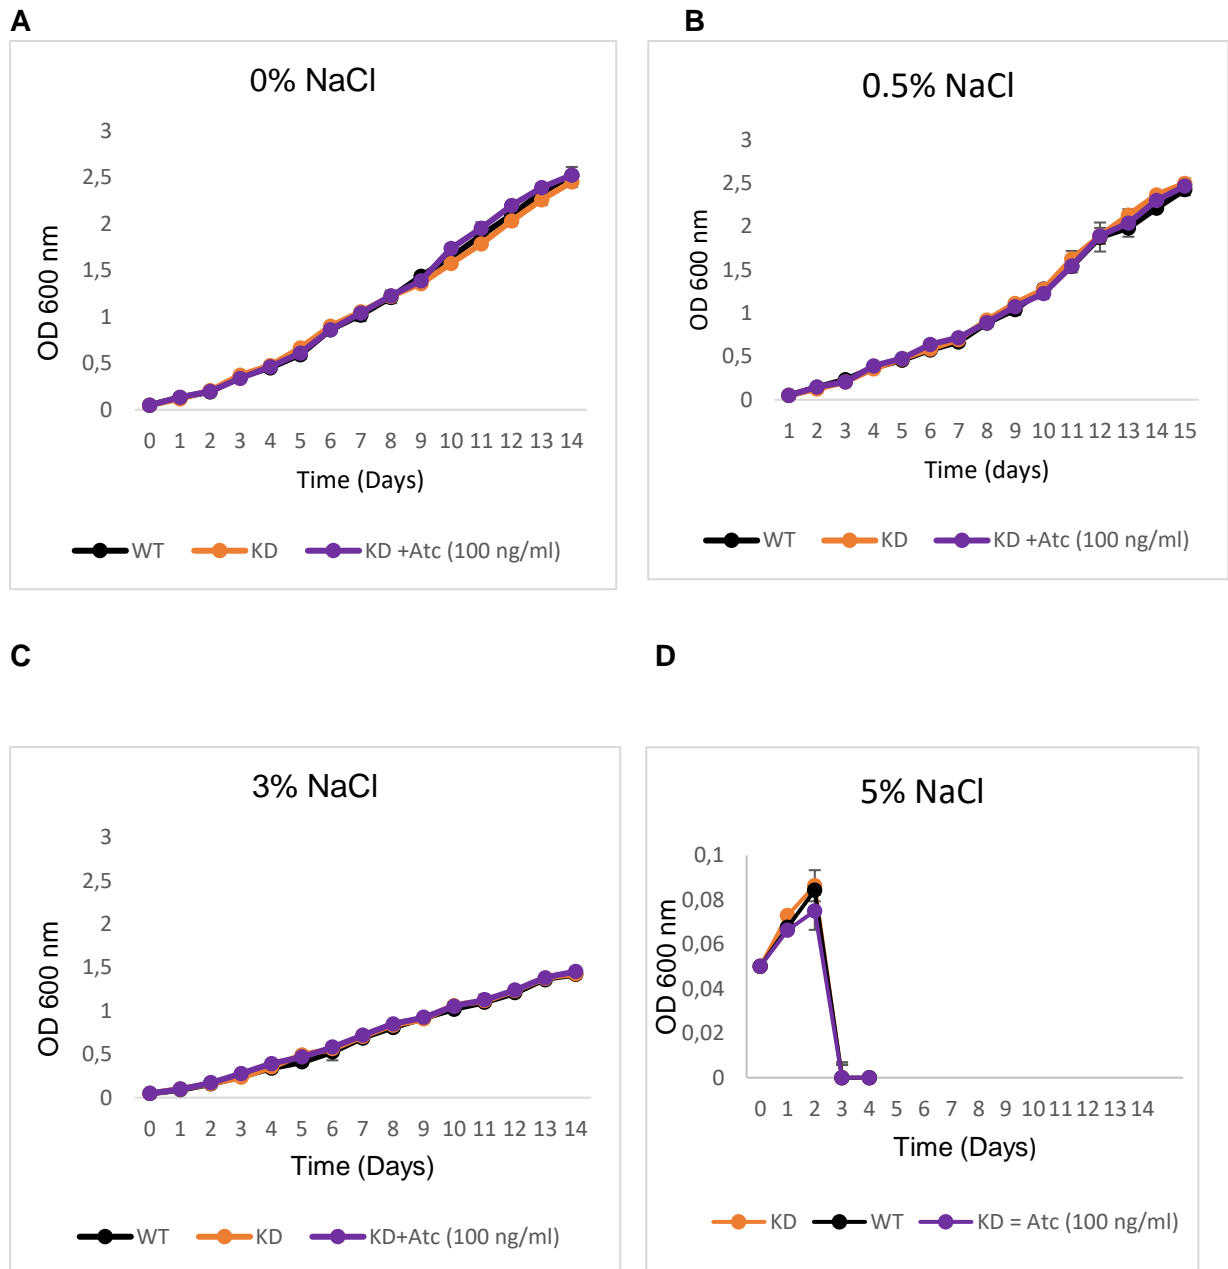 A
0% NaCl
3
2,5
2
1,5
1
0,5
0
OD 600 nm
0 1 2 3 4 5 6 7 8 9 10 11 12 13 14
Time (Days)
WT KD KD +Atc (100 ng/ml)
B
0.5% NaCl
3
2,5
2
1,5
1
0,5
0
OD 600 nm
1 2 3 4 5 6 7 8 9 10 11 12 13 14 15
Time (days)
WT KD KD +Atc (100 ng/ml)
C
3% NaCl
3
2,5
2
1,5
1
0,5
0
OD 600 nm
0 1 2 3 4 5 6 7 8 9 10 11 12 13 14
Time (Days)
WT KD KD+Atc (100 ng/ml)
D
5% NaCl
0,1
0,08
0,06
0,04
0,02
0
OD 600 nm
0 1 2 3 4 5 6 7 8 9 10 11 12 13 14
Time (Days)
KD WT KD = Atc (100 ng/ml)